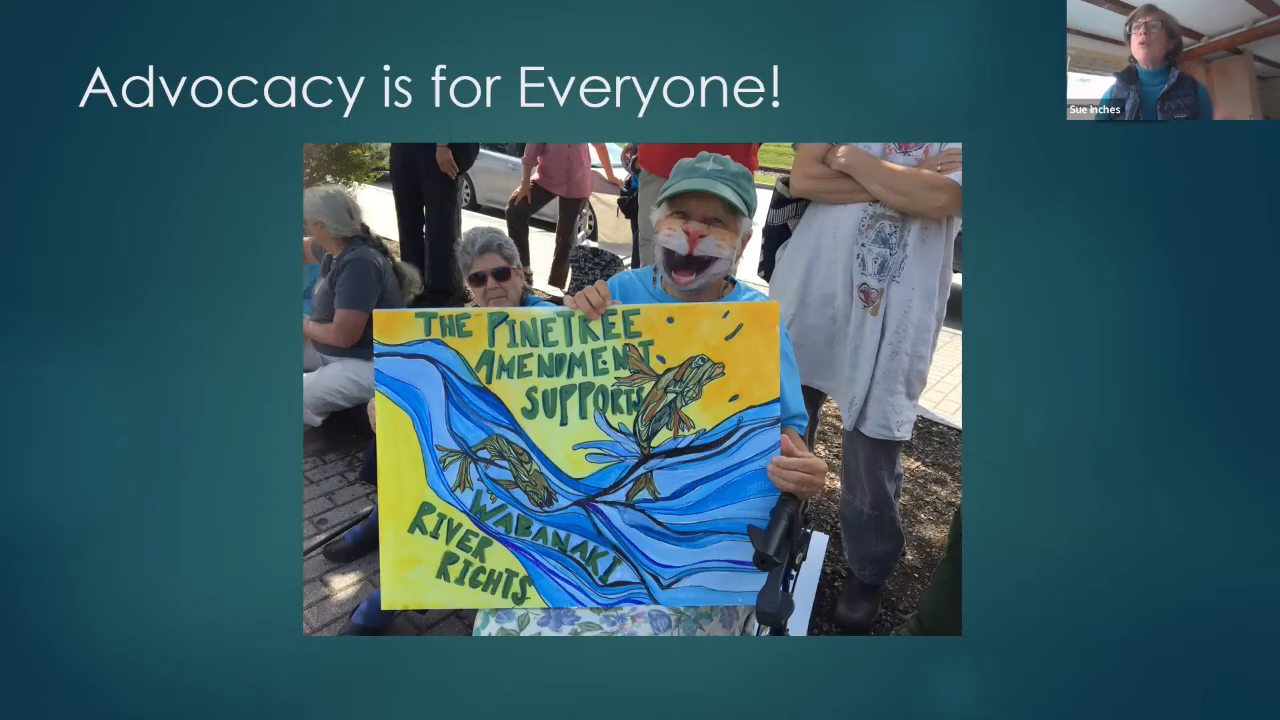 Advocacy is for Everyone!
Sue Inches
THE PINETREE
AMENDMENT
SUPPORTS
WABANAKI
RIVER
RIGHTS